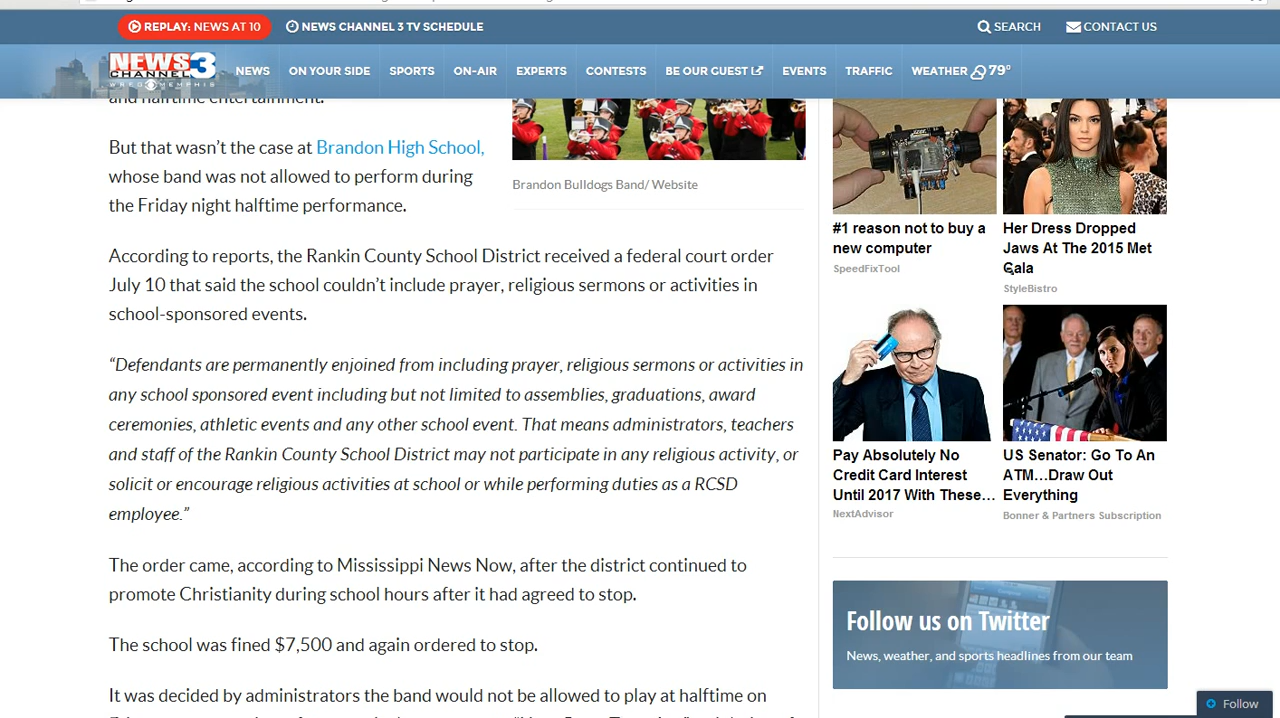 REPLAY: NEWS AT 10
NEWS CHANNEL 3 TV SCHEDULE
SEARCH
CONTACT US
NEWS
CHANNEL 3
WREG MEMPHIS
NEWS
ON YOUR SIDE
SPORTS
ON-AIR
EXPERTS
CONTESTS
BE OUR GUEST
EVENTS
TRAFFIC
WEATHER 79°
and halftime entertainment.
But that wasn’t the case at Brandon High School,
whose band was not allowed to perform during
the Friday night halftime performance.
Brandon Bulldogs Band/ Website
According to reports, the Rankin County School District received a federal court order
July 10 that said the school couldn’t include prayer, religious sermons or activities in
school-sponsored events.
“Defendants are permanently enjoined from including prayer, religious sermons or activities in
any school sponsored event including but not limited to assemblies, graduations, award
ceremonies, athletic events and any other school event. That means administrators, teachers
and staff of the Rankin County School District may not participate in any religious activity, or
solicit or encourage religious activities at school or while performing duties as a RCSD
employee.”
The order came, according to Mississippi News Now, after the district continued to
promote Christianity during school hours after it had agreed to stop.
The school was fined $7,500 and again ordered to stop.
It was decided by administrators the band would not be allowed to play at halftime on
#1 reason not to buy a
new computer
SpeedFixTool
Her Dress Dropped
Jaws At The 2015 Met
Gala
StyleBistro
Pay Absolutely No
Credit Card Interest
Until 2017 With These…
NextAdvisor
US Senator: Go To An
ATM…Draw Out
Everything
Bonner & Partners Subscription
Follow us on Twitter
News, weather, and sports headlines from our team
Follow